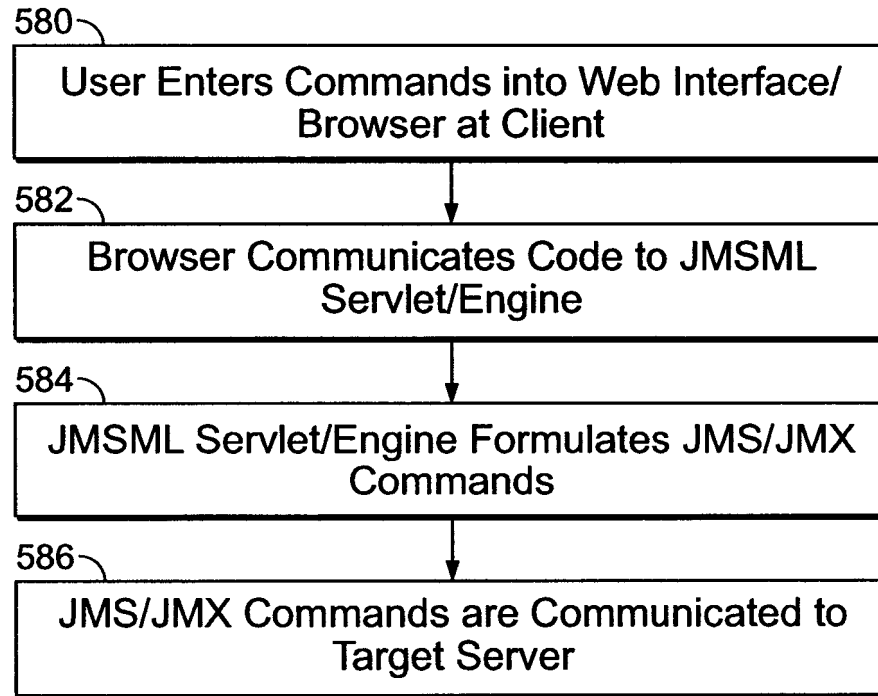 580
User Enters Commands into Web Interface/
Browser at Client
582
Browser Communicates Code to JMSML
Servlet/Engine
584
JMSML Servlet/Engine Formulates JMS/JMX
Commands
586
JMS/JMX Commands are Communicated to
Target Server